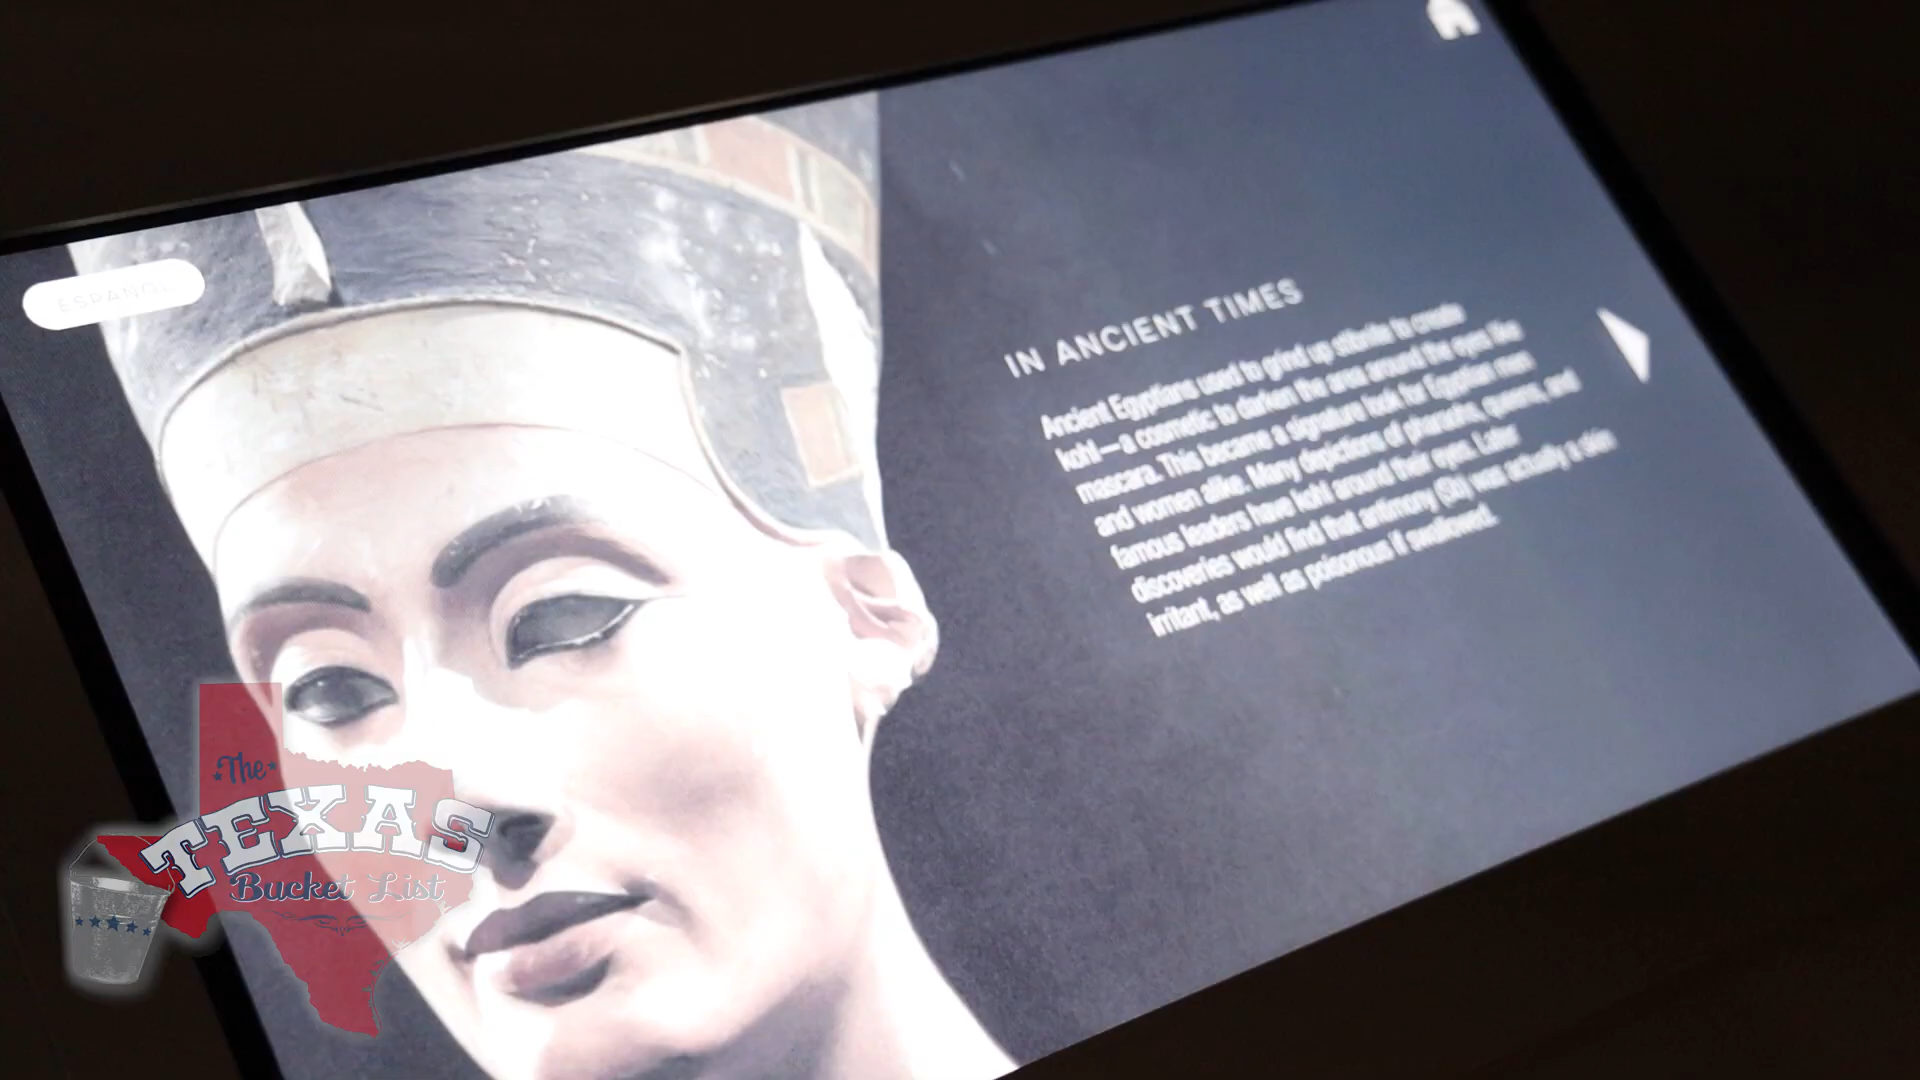 ESPAÑOL
IN ANCIENT TIMES
Ancient Egyptians used to grind up stibnite to create
kohl—a cosmetic to darken the area around the eyes like
mascara. This became a signature look for Egyptian men
and women alike. Many depictions of pharaohs, queens, and
famous leaders have kohl around their eyes. Later
discoveries would find that antimony (Sb) was actually a skin
irritant, as well as poisonous if swallowed.
The
TEXAS
Bucket List